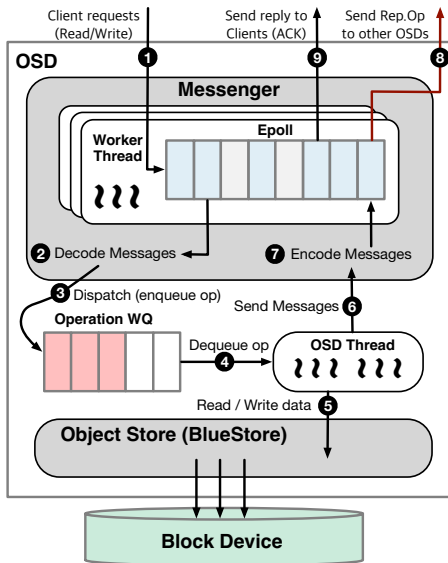 Client requests
(Read/Write)
Send reply to
Clients (ACK)
Send Rep.Op
to other OSDs
1
9
8
OSD
Messenger
Epoll
Worker
Thread
2 Decode Messages
7 Encode Messages
3 Dispatch (enqueue op)
Send Messages 6
Operation WQ
Dequeue op
4
OSD Thread
5
Read / Write data
Object Store (BlueStore)
Block Device